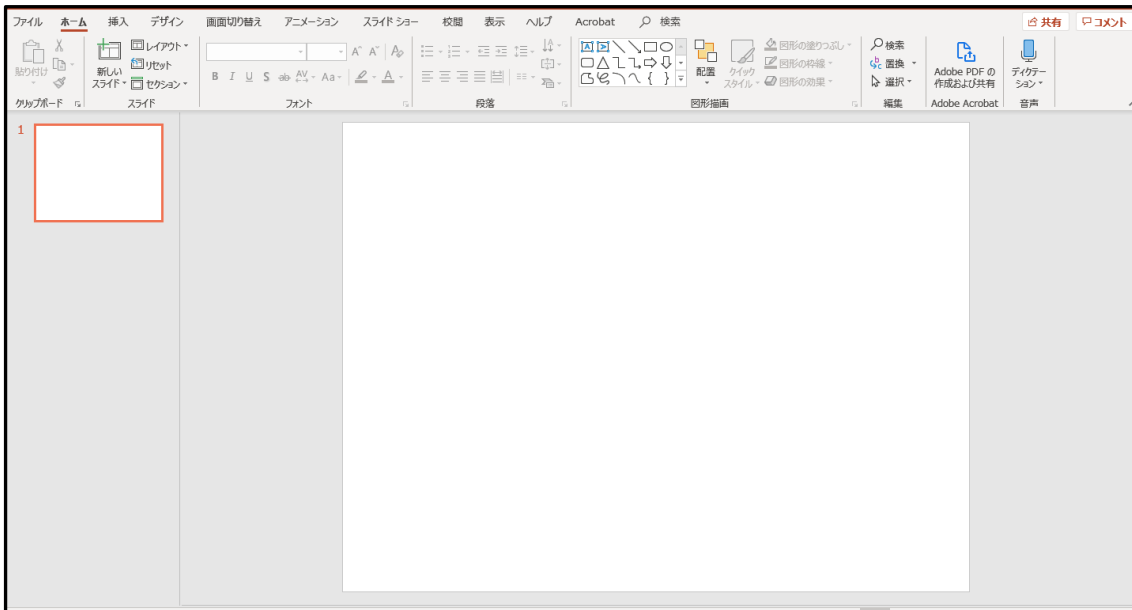 ファイル ホーム 挿入 デザイン 画面切り替え アニメーション スライド ショー 校閲 表示 ヘルプ Acrobat 検索 共有 コメント
貼り付け
新しい
スライド
レイアウト
リセット
セクション
B I U S ab AV Aa A
A A A
配置
クイック
スタイル
図形の塗りつぶし
図形の枠線
図形の効果
検索
置換
選択
Adobe PDF の
作成および共有
ディクテー
ション
クリップボード スライド フォント 段落 図形描画 編集 Adobe Acrobat 音声
1